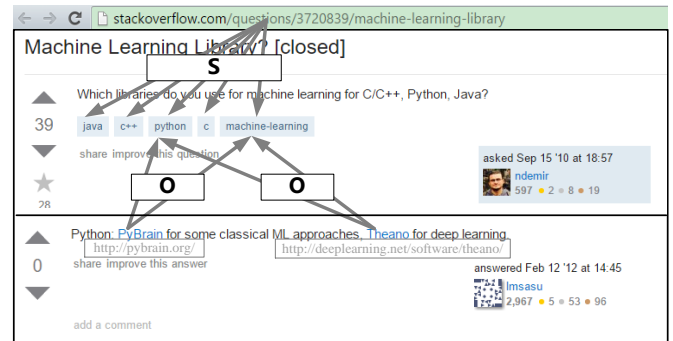 stackoverflow.com/questions/3720839/machine-learning-library
Machine Learning Library? [closed]
S
Which libraries do you use for machine learning for C/C++, Python, Java?
39
java c++ python c machine-learning
share improve this question
asked Sep 15 '10 at 18:57
ndemir
597 2 8 19
28
O O
Python: PyBrain for some classical ML approaches, Theano for deep learning.
http://pybrain.org/ http://deeplearning.net/software/theano/
0
share improve this answer
answered Feb 12 '12 at 14:45
lmsasu
2,967 5 53 96
add a comment